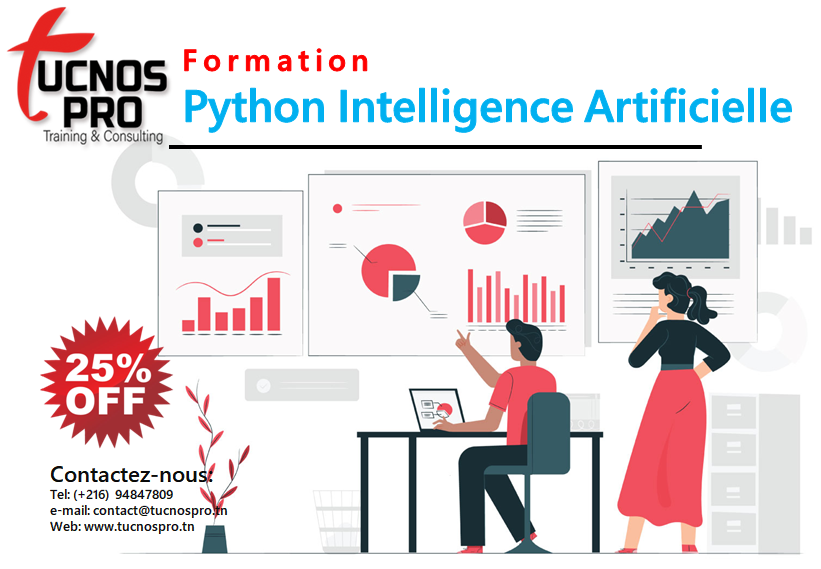 tUCNOS
PRO
Training & Consulting
Formation
Python Intelligence Artificielle
25%
OFF
Contactez-nous:
Tel: (+216) 94847809
e-mail: contact@tucnospro.tn
Web: www.tucnospro.tn